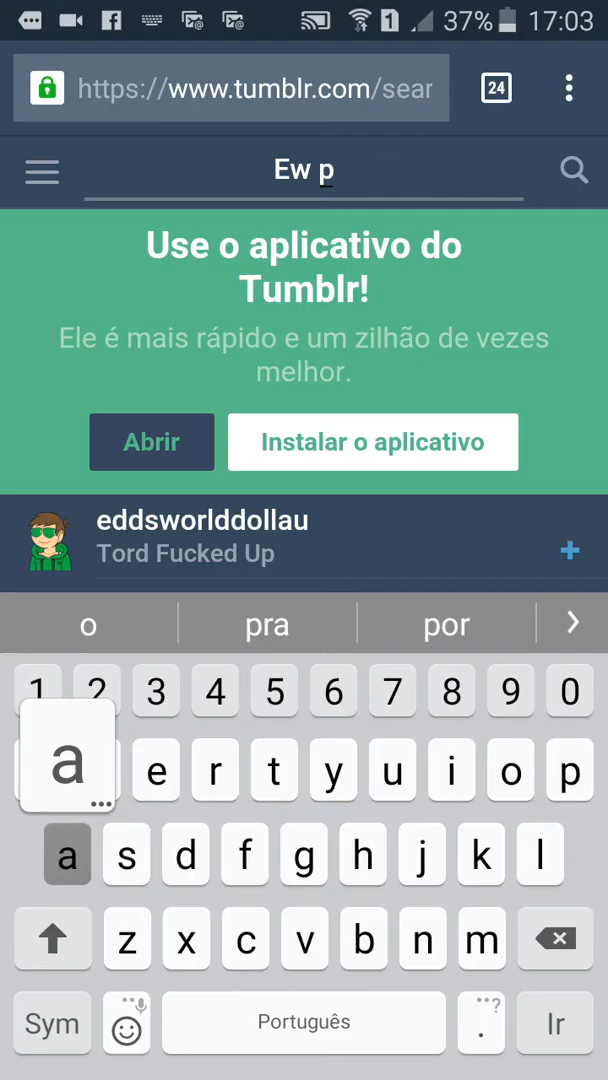 37% 17:03
https://www.tumblr.com/sear 24
Ew p
Use o aplicativo do
Tumblr!
Ele é mais rápido e um zilhão de vezes
melhor.
Abrir Instalar o aplicativo
eddsworlddollau
Tord Fucked Up
o pra por
1 2 3 4 5 6 7 8 9 0
a e r t y u i o p
a s d f g h j k l
z x c v b n m
Sym Português . Ir